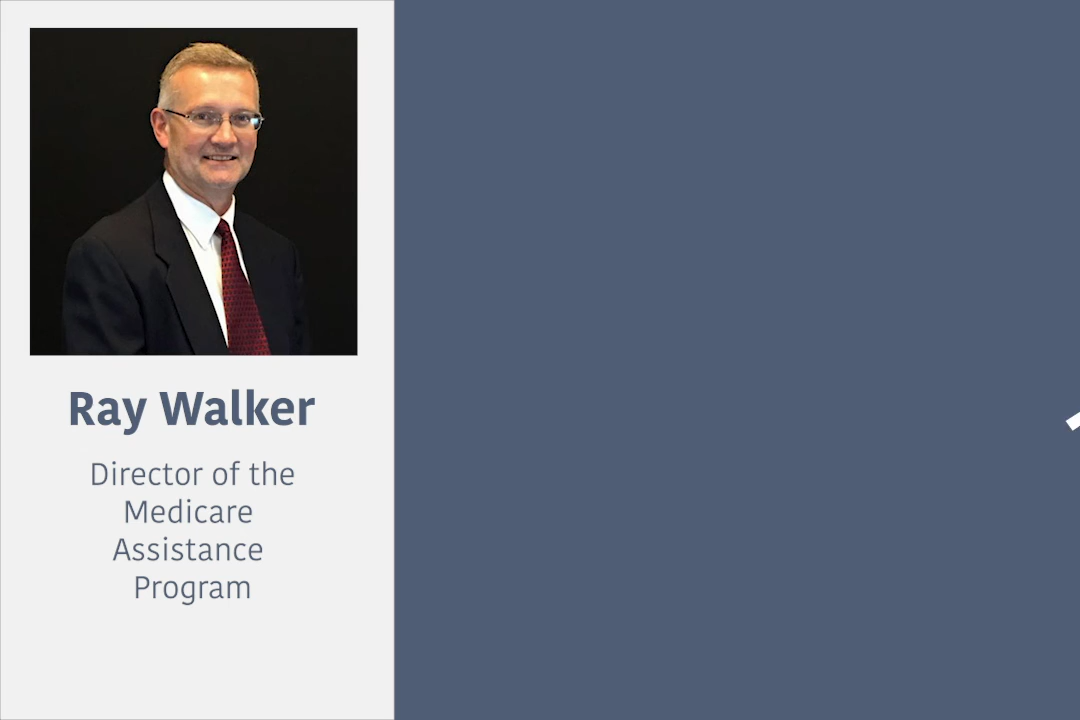 Ray Walker
Director of the
Medicare
Assistance
Program